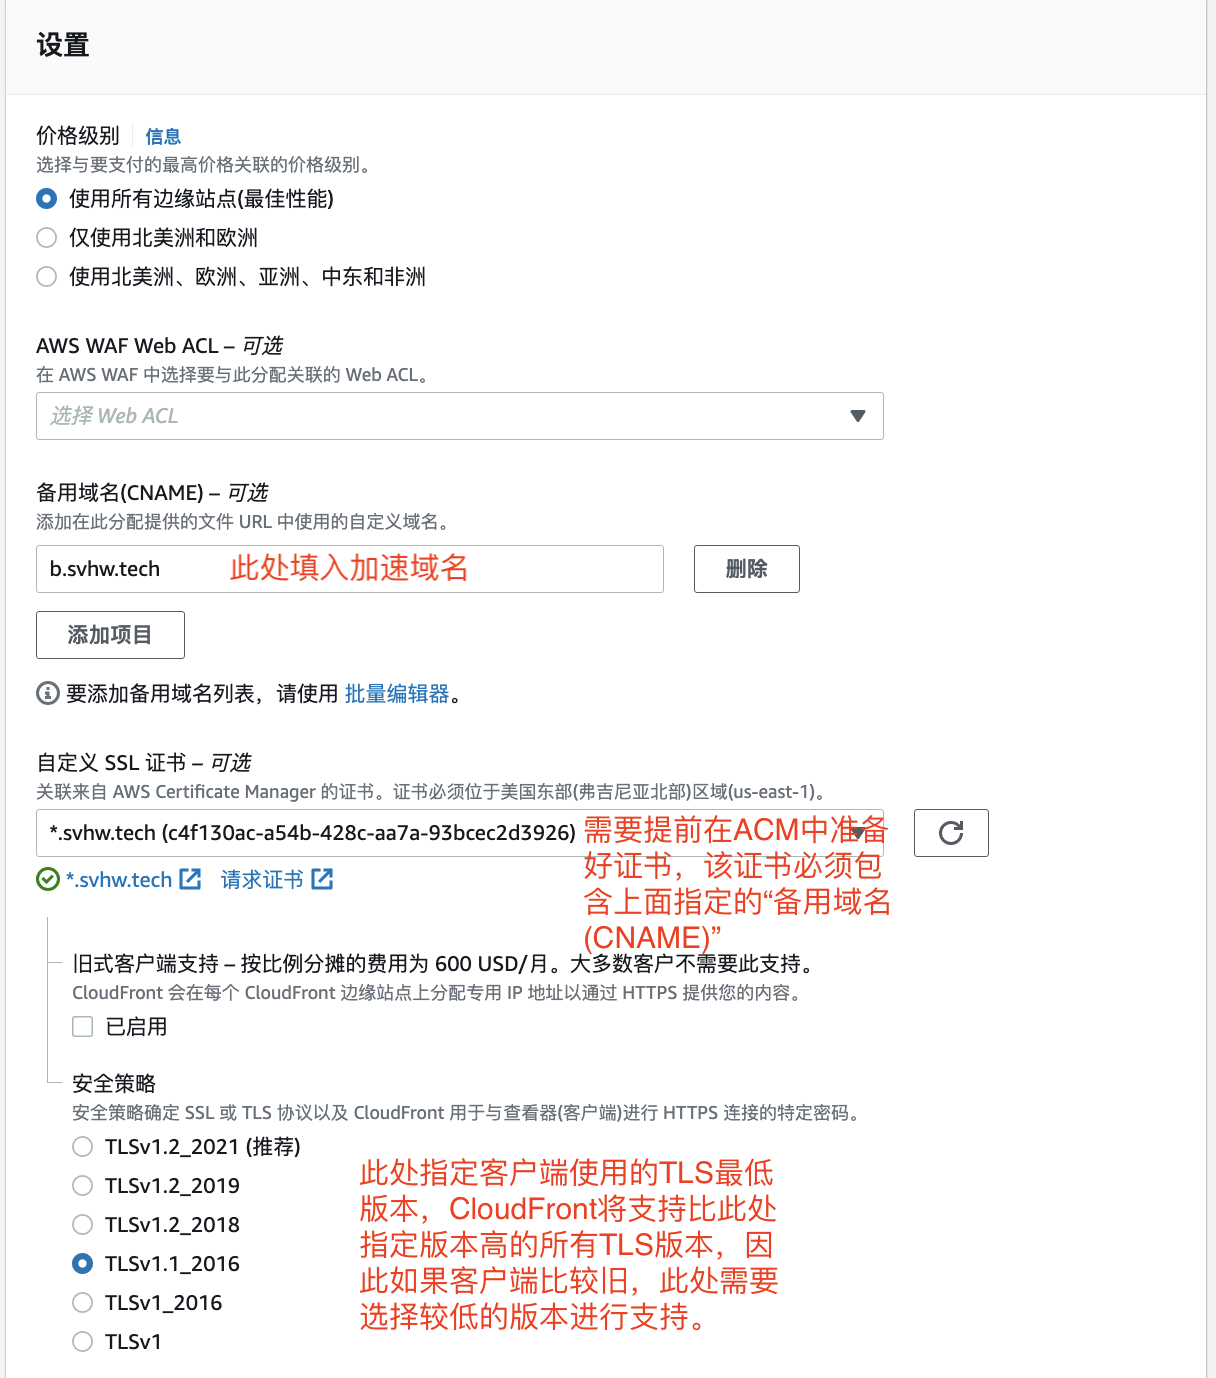 设置
价格级别 信息
选择与要支付的最高价格关联的价格级别。
使用所有边缘站点(最佳性能)
仅使用北美洲和欧洲
使用北美洲、欧洲、亚洲、中东和非洲
AWS WAF Web ACL – 可选
在 AWS WAF 中选择要与此分配关联的 Web ACL。
选择 Web ACL
备用域名(CNAME) – 可选
添加在此分配提供的文件 URL 中使用的自定义域名。
b.svhw.tech 此处填入加速域名 删除
添加项目
要添加备用域名列表，请使用 批量编辑器。
自定义 SSL 证书 – 可选
关联来自 AWS Certificate Manager 的证书。证书必须位于美国东部(弗吉尼亚北部)区域(us-east-1)。
*.svhw.tech (c4f130ac-a54b-428c-aa7a-93bcec2d3926)
需要提前在ACM中准备
好证书，该证书必须包
含上面指定的“备用域名
(CNAME)”
*.svhw.tech 请求证书
旧式客户端支持 – 按比例分摊的费用为 600 USD/月。大多数客户不需要此支持。
CloudFront 会在每个 CloudFront 边缘站点上分配专用 IP 地址以通过 HTTPS 提供您的内容。
已启用
安全策略
安全策略确定 SSL 或 TLS 协议以及 CloudFront 用于与查看器(客户端)进行 HTTPS 连接的特定密码。
TLSv1.2_2021 (推荐)
TLSv1.2_2019
TLSv1.2_2018
TLSv1.1_2016
TLSv1_2016
TLSv1
此处指定客户端使用的TLS最低
版本，CloudFront将支持比此处
指定版本高的所有TLS版本，因
此如果客户端比较旧，此处需要
选择较低的版本进行支持。